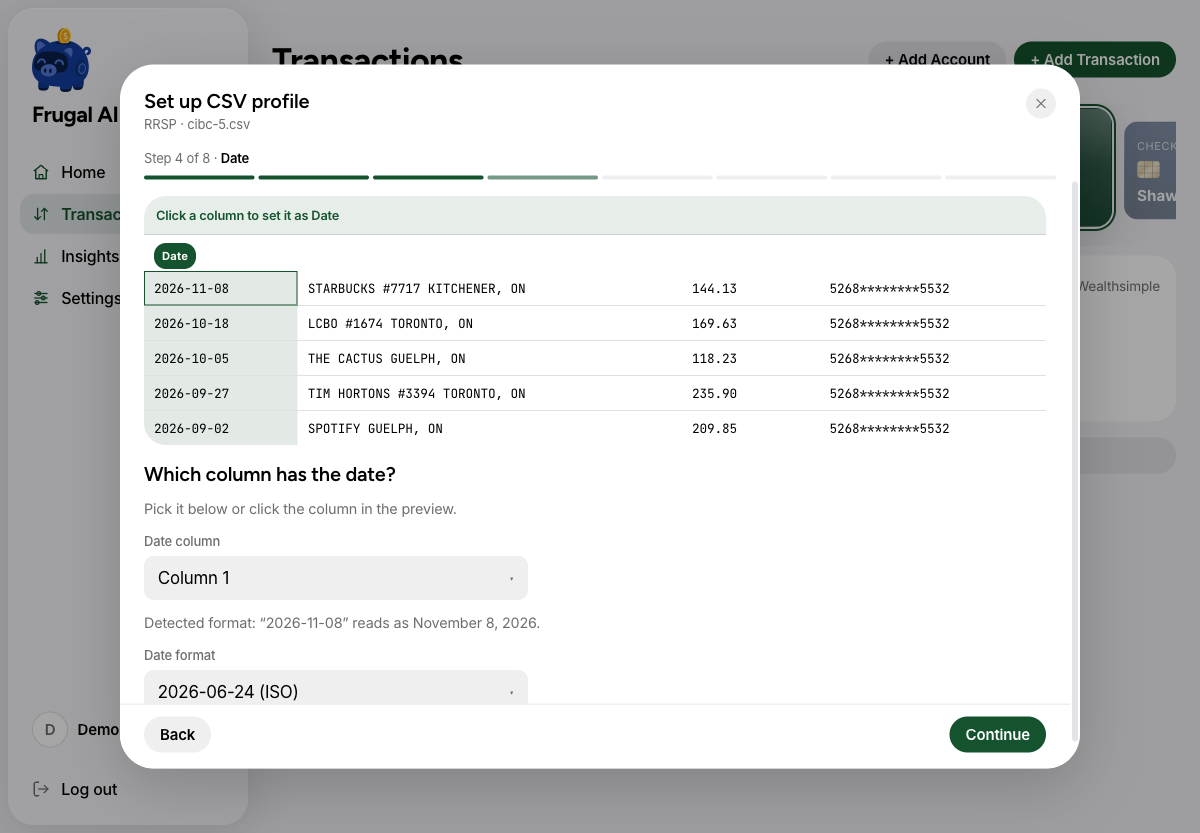 Transactions
+ Add Account
+ Add Transaction
Frugal AI
Home
Transac
Insights
Settings
Demo
D
Log out
CHECK
Shaw
Wealthsimple
Set up CSV profile
RRSP · cibc-5.csv
Step 4 of 8 · Date
Click a column to set it as Date
Date
2026-11-08 STARBUCKS #7717 KITCHENER, ON 144.13 5268********5532
2026-10-18 LCBO #1674 TORONTO, ON 169.63 5268********5532
2026-10-05 THE CACTUS GUELPH, ON 118.23 5268********5532
2026-09-27 TIM HORTONS #3394 TORONTO, ON 235.90 5268********5532
2026-09-02 SPOTIFY GUELPH, ON 209.85 5268********5532
Which column has the date?
Pick it below or click the column in the preview.
Date column
Column 1
Detected format: “2026-11-08” reads as November 8, 2026.
Date format
2026-06-24 (ISO)
Back
Continue